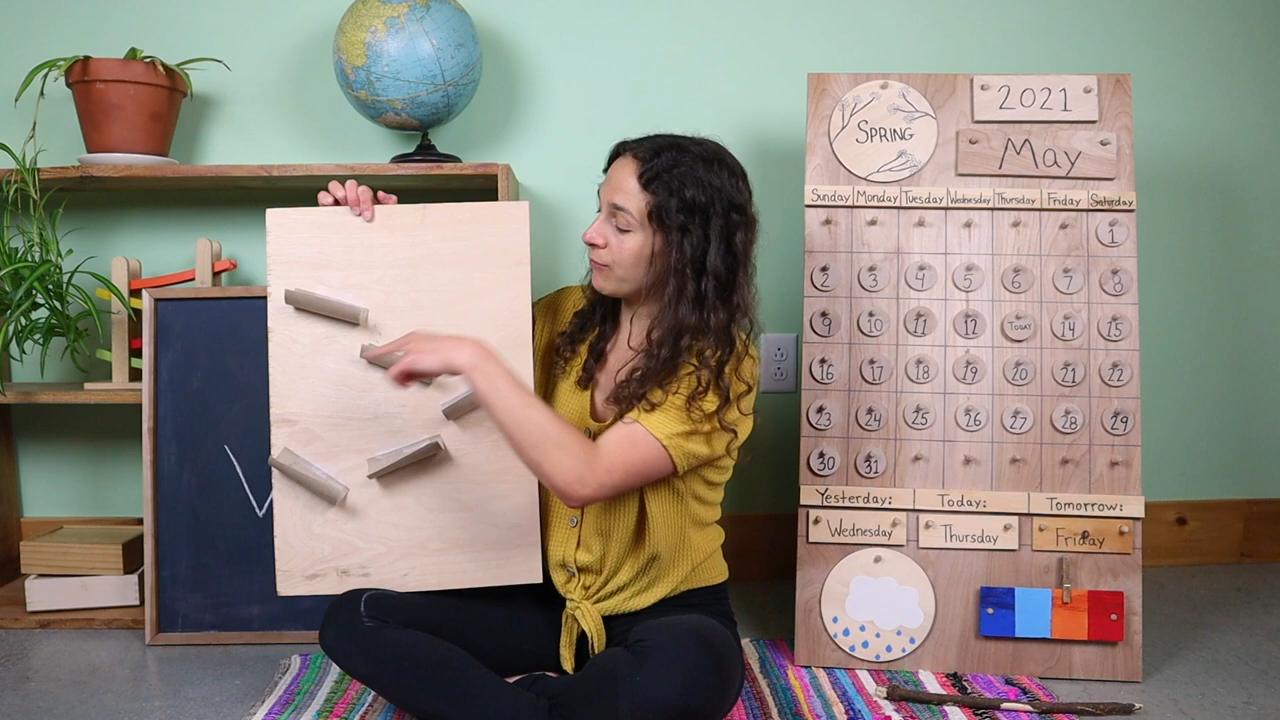 SPRING
2021
May
Sunday Monday Tuesday Wednesday Thursday Friday Saturday
1
2 3 4 5 6 7 8
9 10 11 12 TODAY 14 15
16 17 18 19 20 21 22
23 24 25 26 27 28 29
30 31
Yesterday: Today: Tomorrow:
Wednesday Thursday Friday